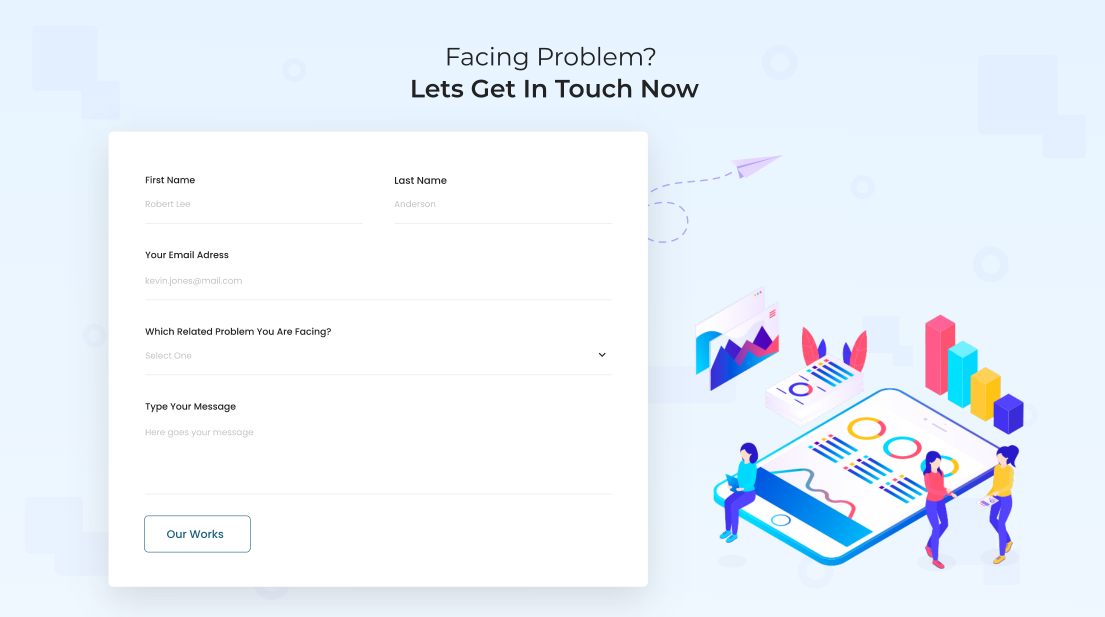 Facing Problem?
Lets Get In Touch Now
First Name
Last Name
Robert Lee
Anderson
Your Email Adress
kevin.jones@mail.com
Which Related Problem You Are Facing?
Select One
Type Your Message
Here goes your message
Our Works